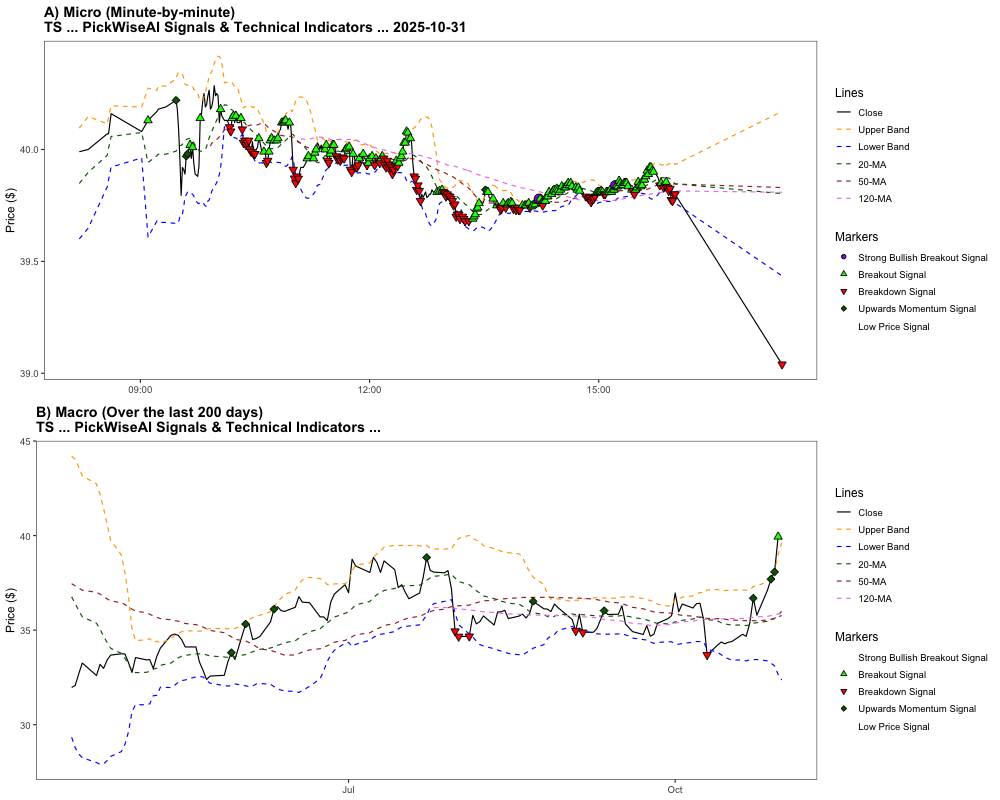 A) Micro (Minute-by-minute)
TS ... PickWiseAI Signals & Technical Indicators ... 2025-10-31
Price ($)
40.0
39.5
39.0
09:00
12:00
15:00
Lines
Close
Upper Band
Lower Band
20-MA
50-MA
120-MA
Markers
Strong Bullish Breakout Signal
Breakout Signal
Breakdown Signal
Upwards Momentum Signal
Low Price Signal
B) Macro (Over the last 200 days)
TS ... PickWiseAI Signals & Technical Indicators ...
Price ($)
45
40
35
30
Jul
Oct
Lines
Close
Upper Band
Lower Band
20-MA
50-MA
120-MA
Markers
Strong Bullish Breakout Signal
Breakout Signal
Breakdown Signal
Upwards Momentum Signal
Low Price Signal